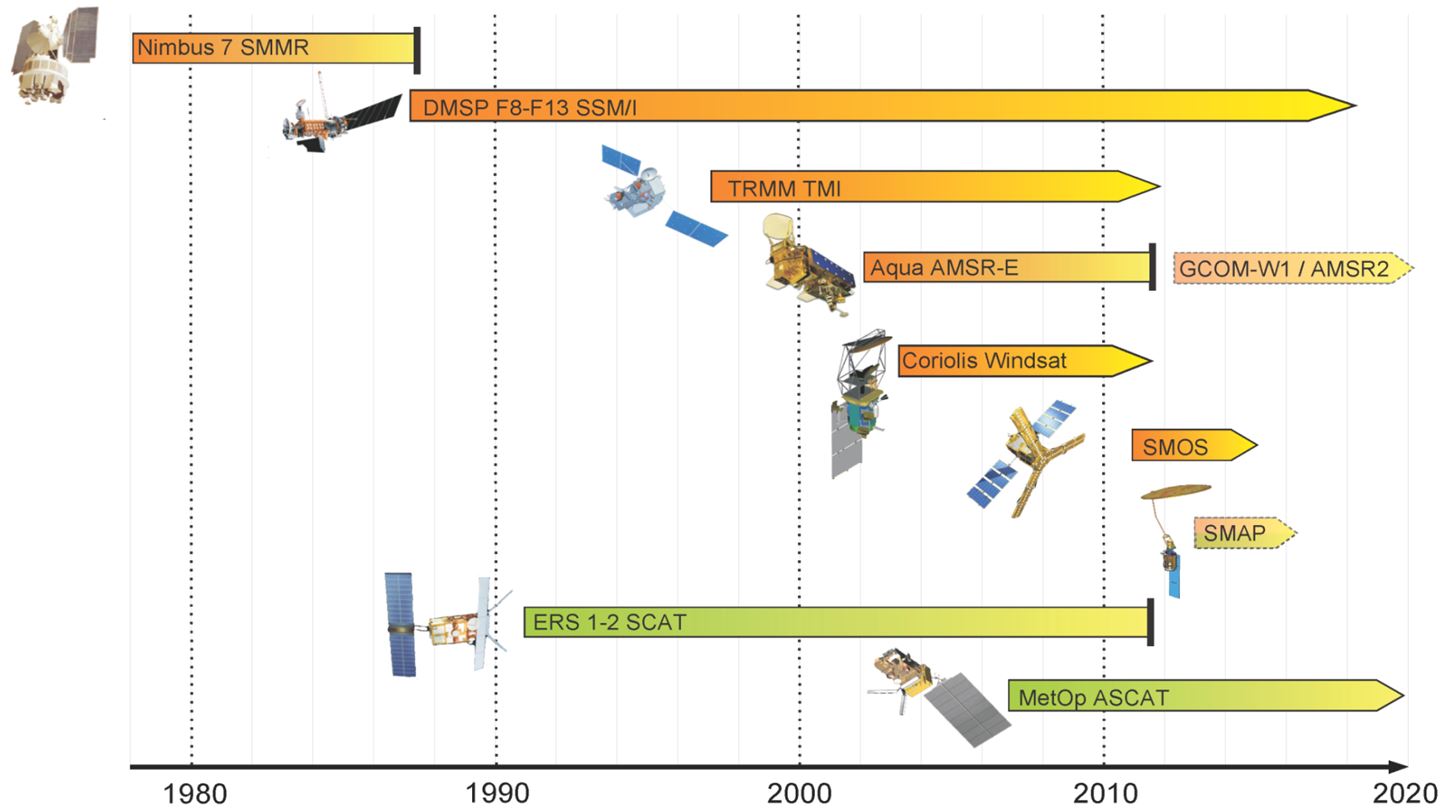 Nimbus 7 SMMR
DMSP F8-F13 SSM/I
TRMM TMI
Aqua AMSR-E
GCOM-W1 / AMSR2
Coriolis Windsat
SMOS
SMAP
ERS 1-2 SCAT
MetOp ASCAT
1980 1990 2000 2010 2020